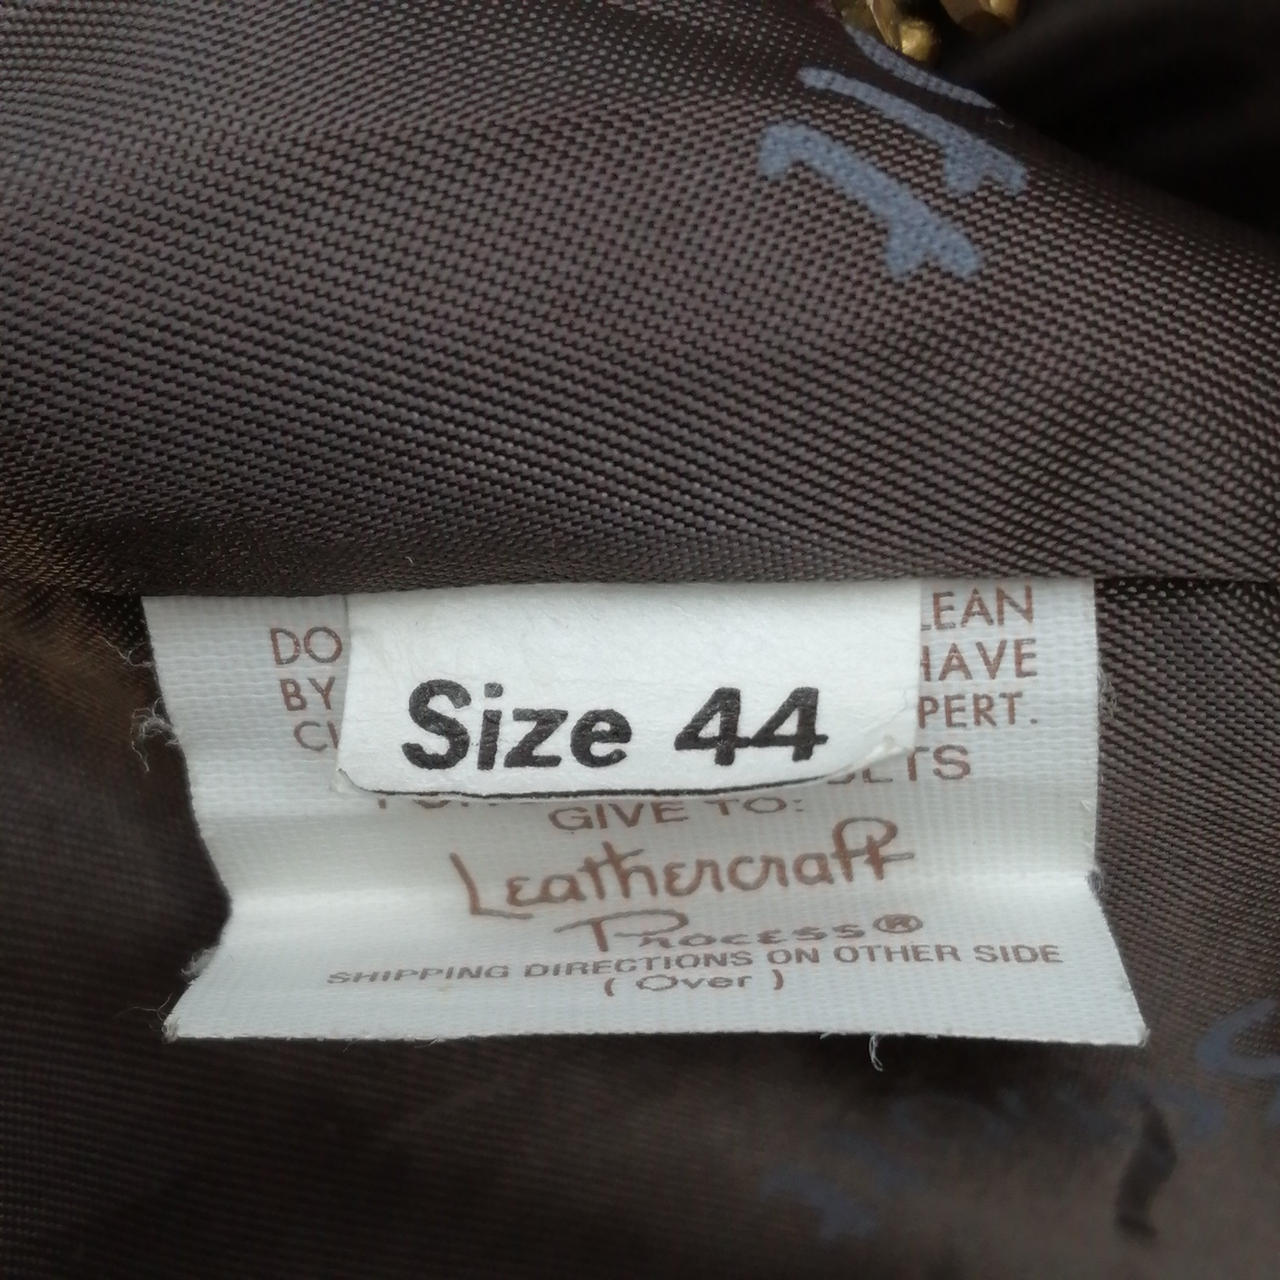 LEAN
DO
HAVE
BY
PERT.
Size 44
GIVE TO:
Leathercraft
Process®
SHIPPING DIRECTIONS ON OTHER SIDE
( Over )